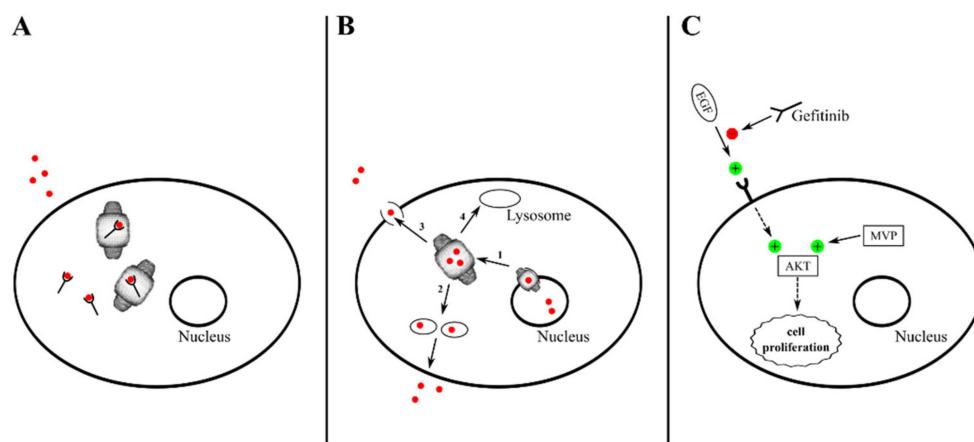 A
Nucleus
B
Lysosome
3
4
1
2
Nucleus
C
EGF
-
Gefitinib
+
+
+
MVP
AKT
Nucleus
cell
proliferation